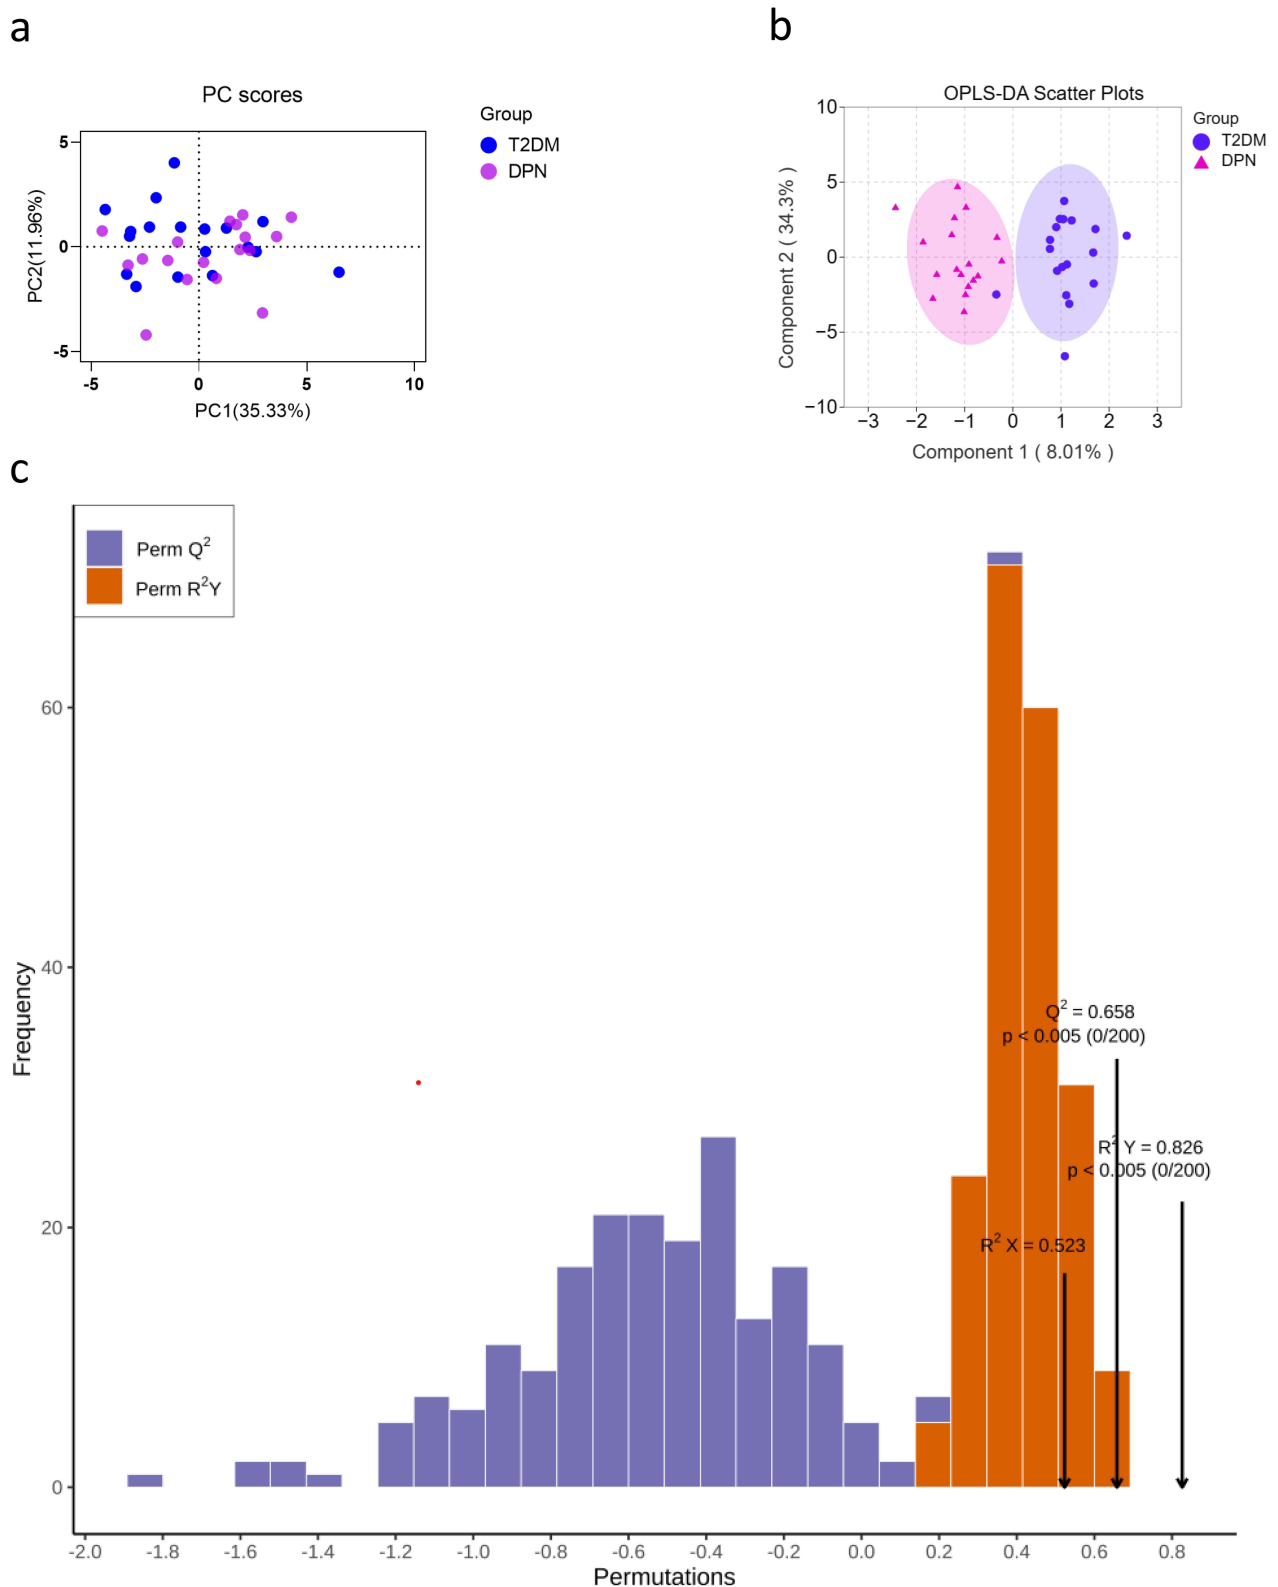 a
PC scores
Group
T2DM
DPN
5
0
-5
PC2(11.96%)
-5
0
5
10
PC1(35.33%)
b
OPLS-DA Scatter Plots
Group
T2DM
DPN
10
5
0
−5
−10
Component 2 ( 34.3% )
−3
−2
−1
0
1
2
3
Component 1 ( 8.01% )
c
Perm Q²
Perm R²Y
60
40
20
0
Frequency
Q² = 0.658
p < 0.005 (0/200)
R² Y = 0.826
p < 0.005 (0/200)
R² X = 0.523
-2.0
-1.8
-1.6
-1.4
-1.2
-1.0
-0.8
-0.6
-0.4
-0.2
0.0
0.2
0.4
0.6
0.8
Permutations